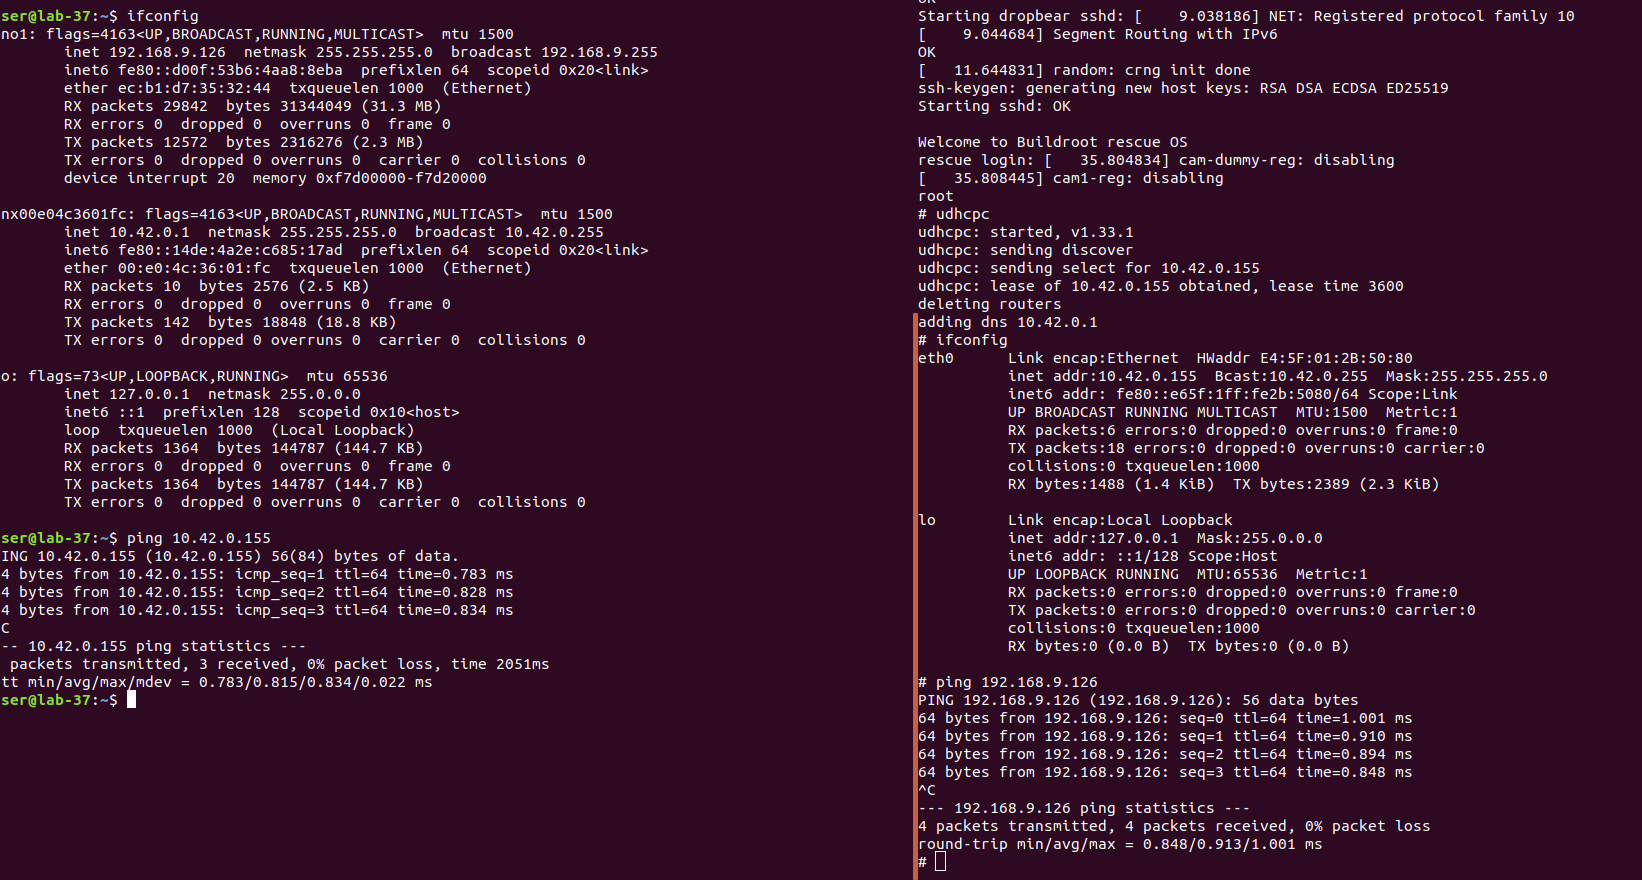 ser@lab-37:~$ ifconfig
no1: flags=4163<UP,BROADCAST,RUNNING,MULTICAST>  mtu 1500
inet 192.168.9.126  netmask 255.255.255.0  broadcast 192.168.9.255
inet6 fe80::d00f:53b6:4aa8:8eba  prefixlen 64  scopeid 0x20<link>
ether ec:b1:d7:35:32:44  txqueuelen 1000  (Ethernet)
RX packets 29842  bytes 31344049 (31.3 MB)
RX errors 0  dropped 0  overruns 0  frame 0
TX packets 12572  bytes 2316276 (2.3 MB)
TX errors 0  dropped 0 overruns 0  carrier 0  collisions 0
device interrupt 20  memory 0xf7d00000-f7d20000
nx00e04c3601fc: flags=4163<UP,BROADCAST,RUNNING,MULTICAST>  mtu 1500
inet 10.42.0.1  netmask 255.255.255.0  broadcast 10.42.0.255
inet6 fe80::14de:4a2e:c685:17ad  prefixlen 64  scopeid 0x20<link>
ether 00:e0:4c:36:01:fc  txqueuelen 1000  (Ethernet)
RX packets 10  bytes 2576 (2.5 KB)
RX errors 0  dropped 0  overruns 0  frame 0
TX packets 142  bytes 18848 (18.8 KB)
TX errors 0  dropped 0 overruns 0  carrier 0  collisions 0
o: flags=73<UP,LOOPBACK,RUNNING>  mtu 65536
inet 127.0.0.1  netmask 255.0.0.0
inet6 ::1  prefixlen 128  scopeid 0x10<host>
loop  txqueuelen 1000  (Local Loopback)
RX packets 1364  bytes 144787 (144.7 KB)
RX errors 0  dropped 0  overruns 0  frame 0
TX packets 1364  bytes 144787 (144.7 KB)
TX errors 0  dropped 0 overruns 0  carrier 0  collisions 0
ser@lab-37:~$ ping 10.42.0.155
ING 10.42.0.155 (10.42.0.155) 56(84) bytes of data.
4 bytes from 10.42.0.155: icmp_seq=1 ttl=64 time=0.783 ms
4 bytes from 10.42.0.155: icmp_seq=2 ttl=64 time=0.828 ms
4 bytes from 10.42.0.155: icmp_seq=3 ttl=64 time=0.834 ms
C
-- 10.42.0.155 ping statistics ---
packets transmitted, 3 received, 0% packet loss, time 2051ms
tt min/avg/max/mdev = 0.783/0.815/0.834/0.022 ms
ser@lab-37:~$
OK
Starting dropbear sshd: [    9.038186] NET: Registered protocol family 10
[    9.044684] Segment Routing with IPv6
OK
[   11.644831] random: crng init done
ssh-keygen: generating new host keys: RSA DSA ECDSA ED25519
Starting sshd: OK
Welcome to Buildroot rescue OS
rescue login: [   35.804834] cam-dummy-reg: disabling
[   35.808445] cam1-reg: disabling
root
# udhcpc
udhcpc: started, v1.33.1
udhcpc: sending discover
udhcpc: sending select for 10.42.0.155
udhcpc: lease of 10.42.0.155 obtained, lease time 3600
deleting routers
adding dns 10.42.0.1
# ifconfig
eth0      Link encap:Ethernet  HWaddr E4:5F:01:2B:50:80
inet addr:10.42.0.155  Bcast:10.42.0.255  Mask:255.255.255.0
inet6 addr: fe80::e65f:1ff:fe2b:5080/64 Scope:Link
UP BROADCAST RUNNING MULTICAST  MTU:1500  Metric:1
RX packets:6 errors:0 dropped:0 overruns:0 frame:0
TX packets:18 errors:0 dropped:0 overruns:0 carrier:0
collisions:0 txqueuelen:1000
RX bytes:1488 (1.4 KiB)  TX bytes:2389 (2.3 KiB)
lo        Link encap:Local Loopback
inet addr:127.0.0.1  Mask:255.0.0.0
inet6 addr: ::1/128 Scope:Host
UP LOOPBACK RUNNING  MTU:65536  Metric:1
RX packets:0 errors:0 dropped:0 overruns:0 frame:0
TX packets:0 errors:0 dropped:0 overruns:0 carrier:0
collisions:0 txqueuelen:1000
RX bytes:0 (0.0 B)  TX bytes:0 (0.0 B)
# ping 192.168.9.126
PING 192.168.9.126 (192.168.9.126): 56 data bytes
64 bytes from 192.168.9.126: seq=0 ttl=64 time=1.001 ms
64 bytes from 192.168.9.126: seq=1 ttl=64 time=0.910 ms
64 bytes from 192.168.9.126: seq=2 ttl=64 time=0.894 ms
64 bytes from 192.168.9.126: seq=3 ttl=64 time=0.848 ms
^C
--- 192.168.9.126 ping statistics ---
4 packets transmitted, 4 packets received, 0% packet loss
round-trip min/avg/max = 0.848/0.913/1.001 ms
#